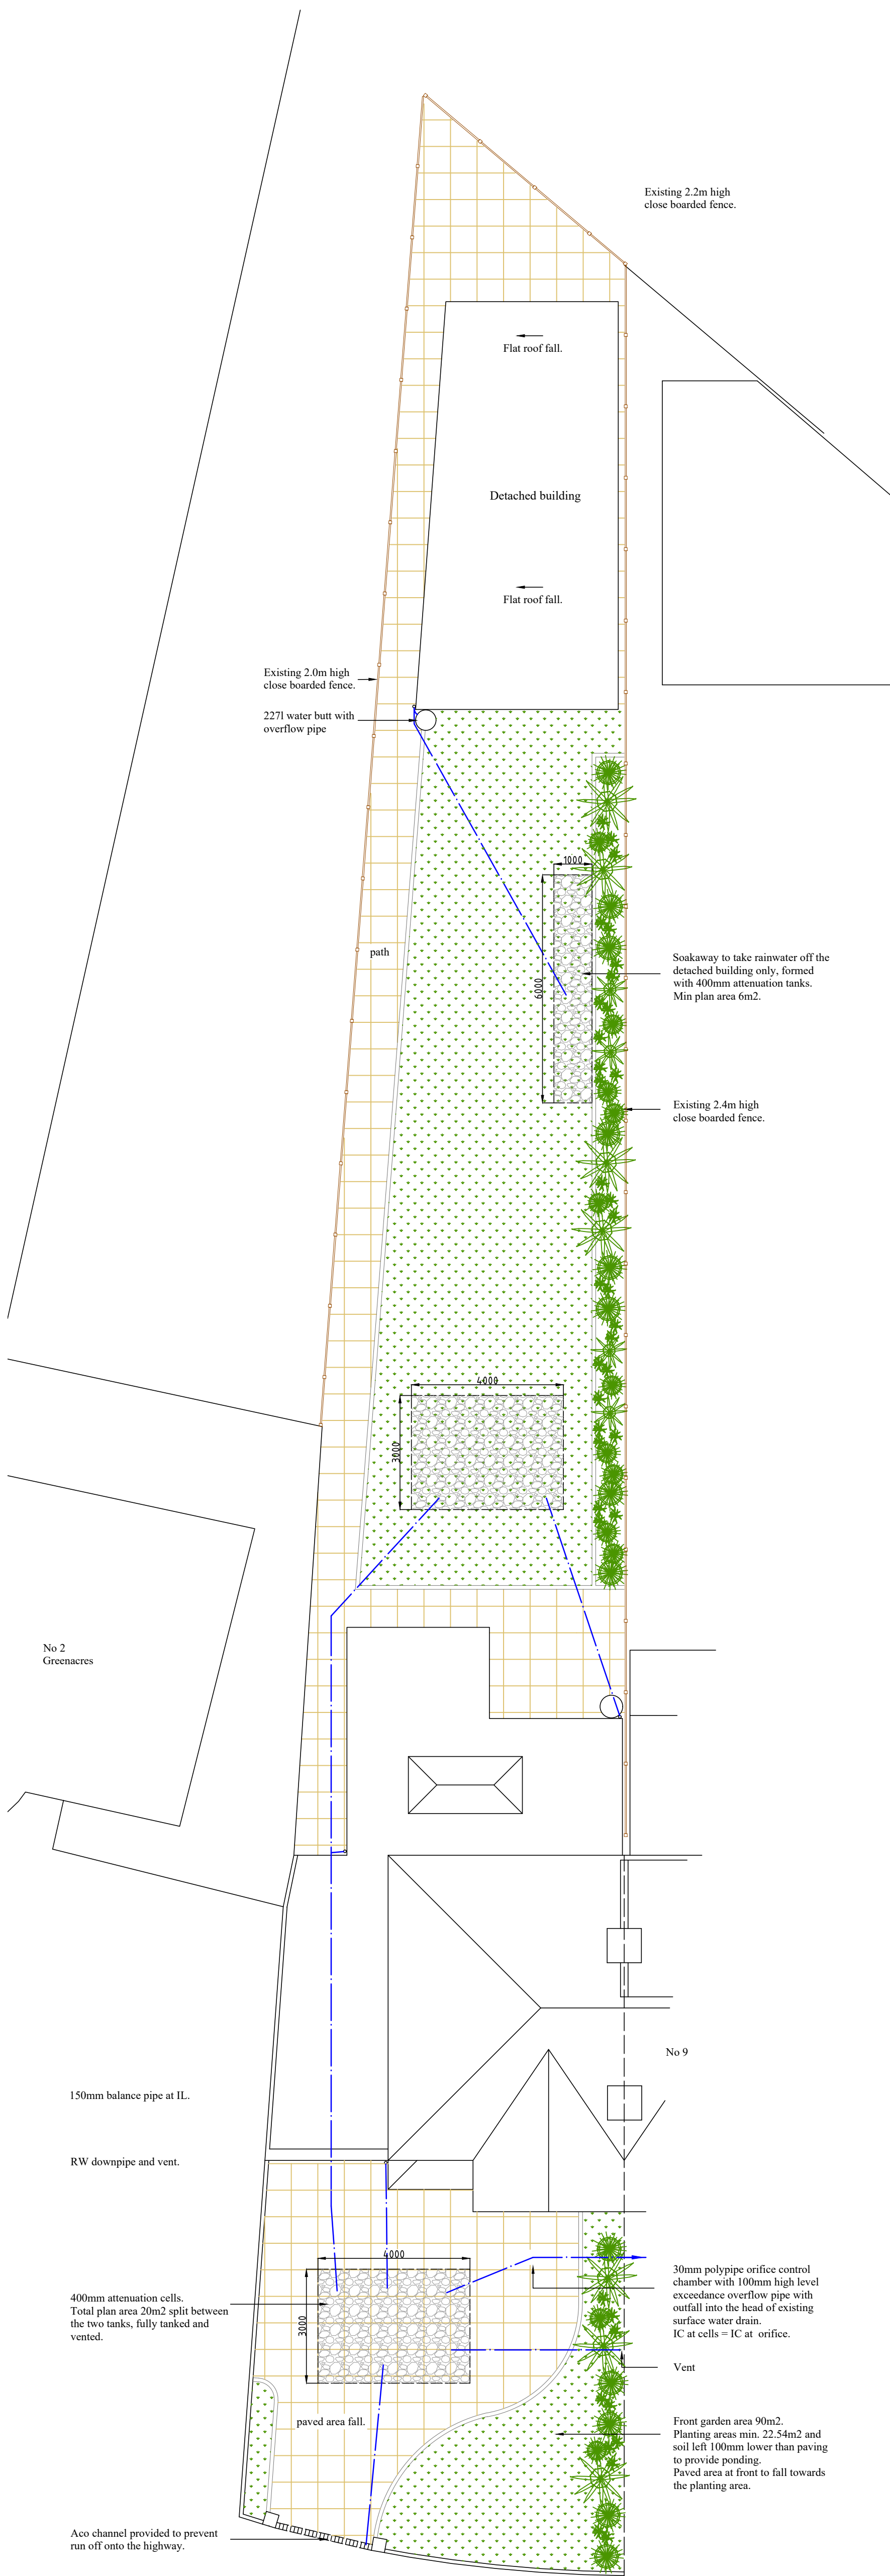 Existing 2.2m high
close boarded fence.
Flat roof fall.
Detached building
Flat roof fall.
Existing 2.0m high
close boarded fence.
227l water butt with
overflow pipe
1000
path
6000
Soakaway to take rainwater off the
detached building only, formed
with 400mm attenuation tanks.
Min plan area 6m2.
Existing 2.4m high
close boarded fence.
4000
3000
No 2
Greenacres
No 9
150mm balance pipe at IL.
RW downpipe and vent.
4000
3000
400mm attenuation cells.
Total plan area 20m2 split between
the two tanks, fully tanked and
vented.
30mm polypipe orifice control
chamber with 100mm high level
exceedance overflow pipe with
outfall into the head of existing
surface water drain.
IC at cells = IC at orifice.
Vent
paved area fall.
Front garden area 90m2.
Planting areas min. 22.54m2 and
soil left 100mm lower than paving
to provide ponding.
Paved area at front to fall towards
the planting area.
Aco channel provided to prevent
run off onto the highway.